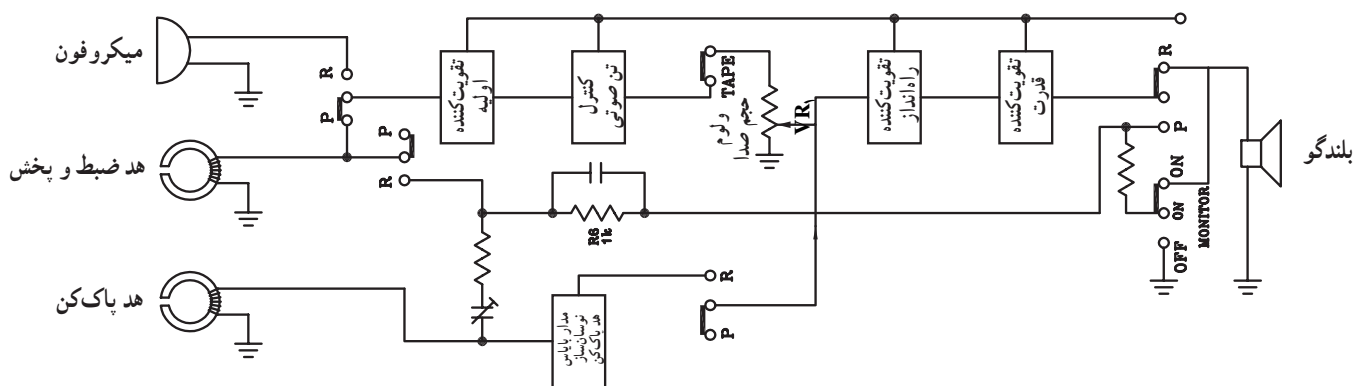 میکروفون
R
P
هد ضبط و پخش
P
R
هد پاک‌کن
تقویت‌کننده
اولیه
کنترل
تن صوتی
TAPE
ولوم
حجم صدا
VR1
تقویت‌کننده
راه‌انداز
تقویت‌کننده
قدرت
R
P
ON
ON
OFF
MONITOR
بلندگو
R6
1k
مدار بایاس
نوسان‌ساز
هد پاک‌کن
R
P